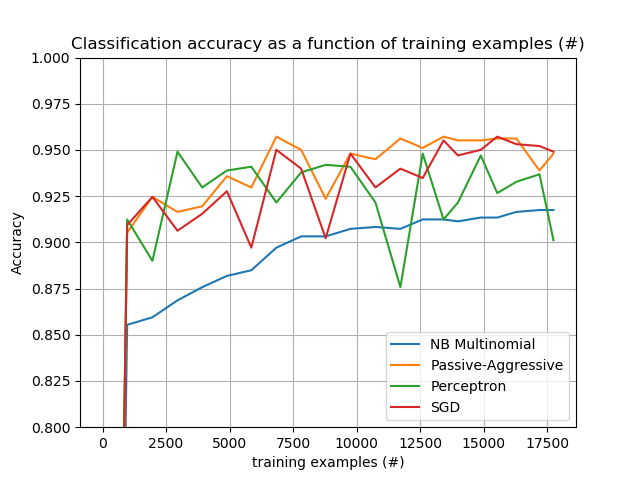 Classification accuracy as a function of training examples (#)
1.000
0.975
0.950
0.925
0.900
0.875
0.850
0.825
0.800
Accuracy
NB Multinomial
Passive-Aggressive
Perceptron
SGD
0 2500 5000 7500 10000 12500 15000 17500
training examples (#)